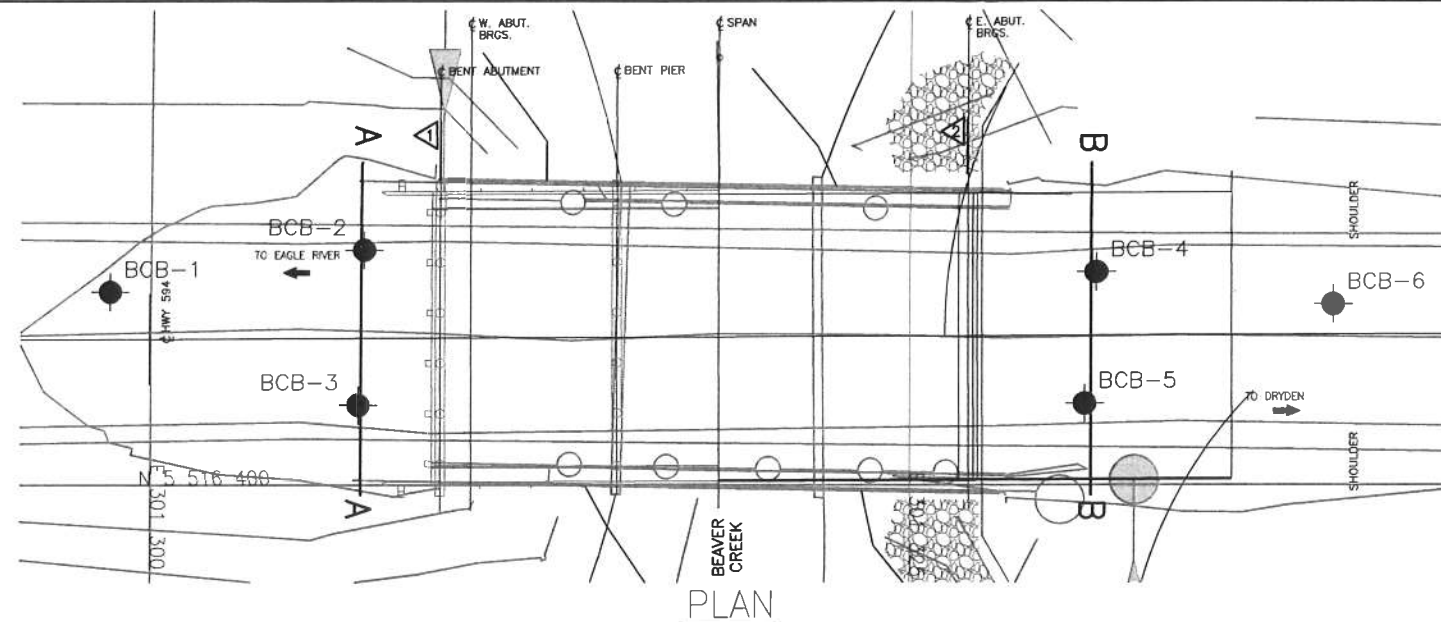 ℄ W. ABUT.
BRGS.
℄ SPAN
℄ E. ABUT.
BRGS.
℄ BENT ABUTMENT
℄ BENT PIER
A
1
2
B
BCB-2
TO EAGLE RIVER
BCB-1
BCB-4
BCB-6
SHOULDER
℄ HWY 594
BCB-3
BCB-5
TO DRYDEN
SHOULDER
N 5 516 400
E 301 300
A
B
BEAVER
CREEK
PLAN